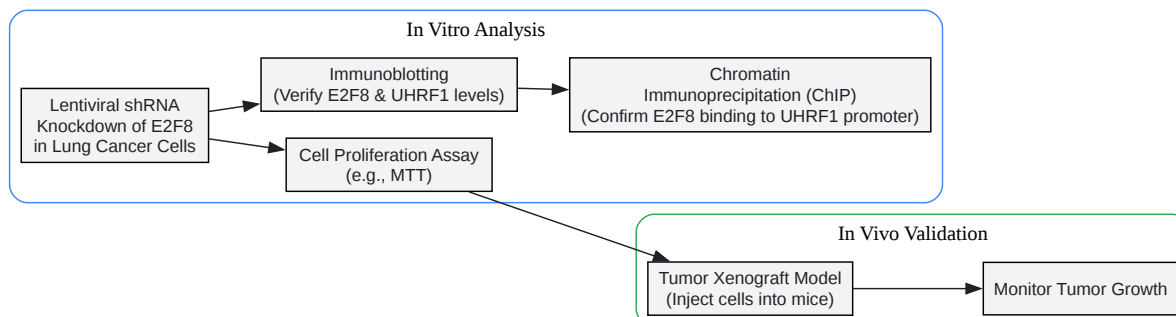 In Vitro Analysis
Lentiviral shRNA
Knockdown of E2F8
in Lung Cancer Cells
Immunoblotting
(Verify E2F8 & UHRF1 levels)
Chromatin
Immunoprecipitation (ChIP)
(Confirm E2F8 binding to UHRF1 promoter)
Cell Proliferation Assay
(e.g., MTT)
In Vivo Validation
Tumor Xenograft Model
(Inject cells into mice)
Monitor Tumor Growth